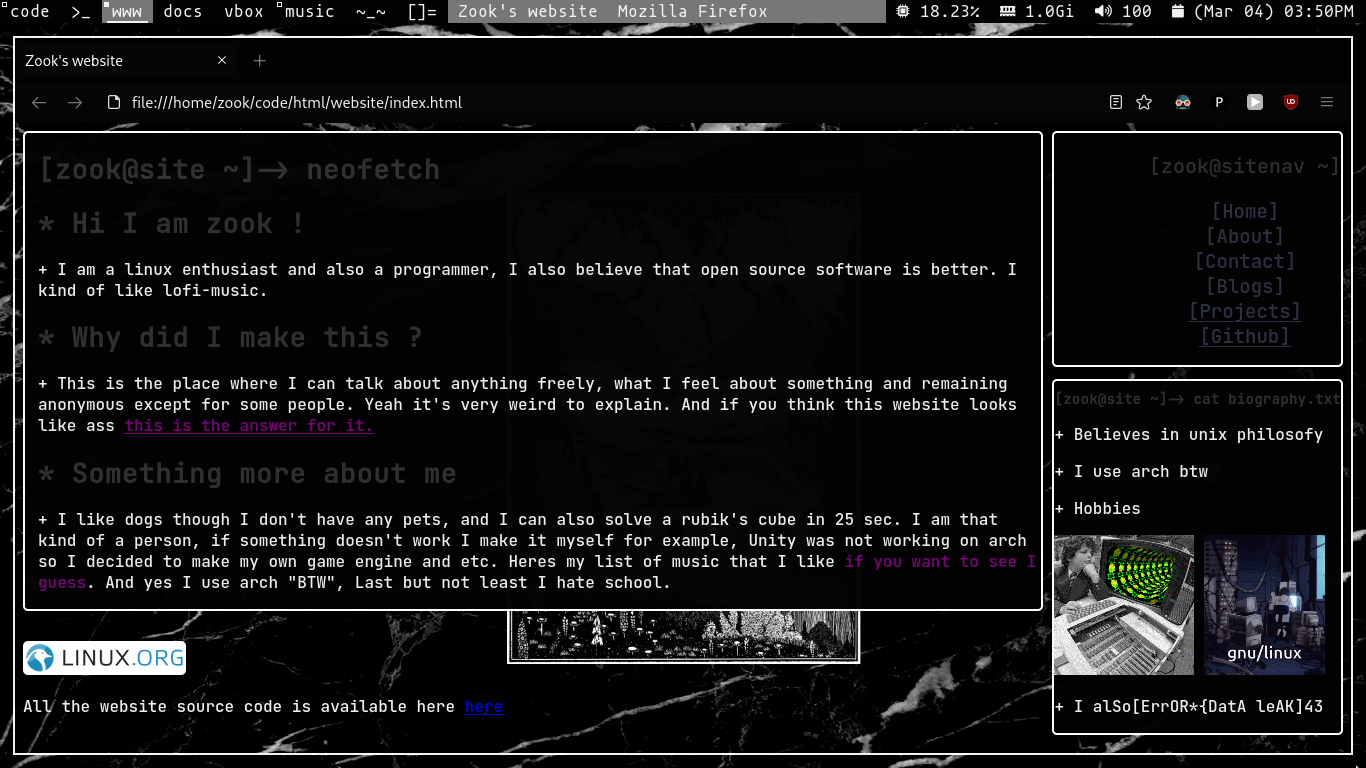 code >_ www docs vbox music ~_~ []= Zook's website Mozilla Firefox 18.23% 1.0Gi 100 (Mar 04) 03:50PM
Zook's website
file:///home/zook/code/html/website/index.html
[zook@site ~]-> neofetch
* Hi I am zook !
+ I am a linux enthusiast and also a programmer, I also believe that open source software is better. I
kind of like lofi-music.
* Why did I make this ?
+ This is the place where I can talk about anything freely, what I feel about something and remaining
anonymous except for some people. Yeah it's very weird to explain. And if you think this website looks
like ass this is the answer for it.
* Something more about me
+ I like dogs though I don't have any pets, and I can also solve a rubik's cube in 25 sec. I am that
kind of a person, if something doesn't work I make it myself for example, Unity was not working on arch
so I decided to make my own game engine and etc. Heres my list of music that I like if you want to see I
guess. And yes I use arch "BTW", Last but not least I hate school.
LINUX.ORG
All the website source code is available here here
[zook@sitenav ~]
[Home]
[About]
[Contact]
[Blogs]
[Projects]
[Github]
[zook@site ~]-> cat biography.txt
+ Believes in unix philosofy
+ I use arch btw
+ Hobbies
gnu/linux
+ I alSo[ErrOR*{DatA leAK]43